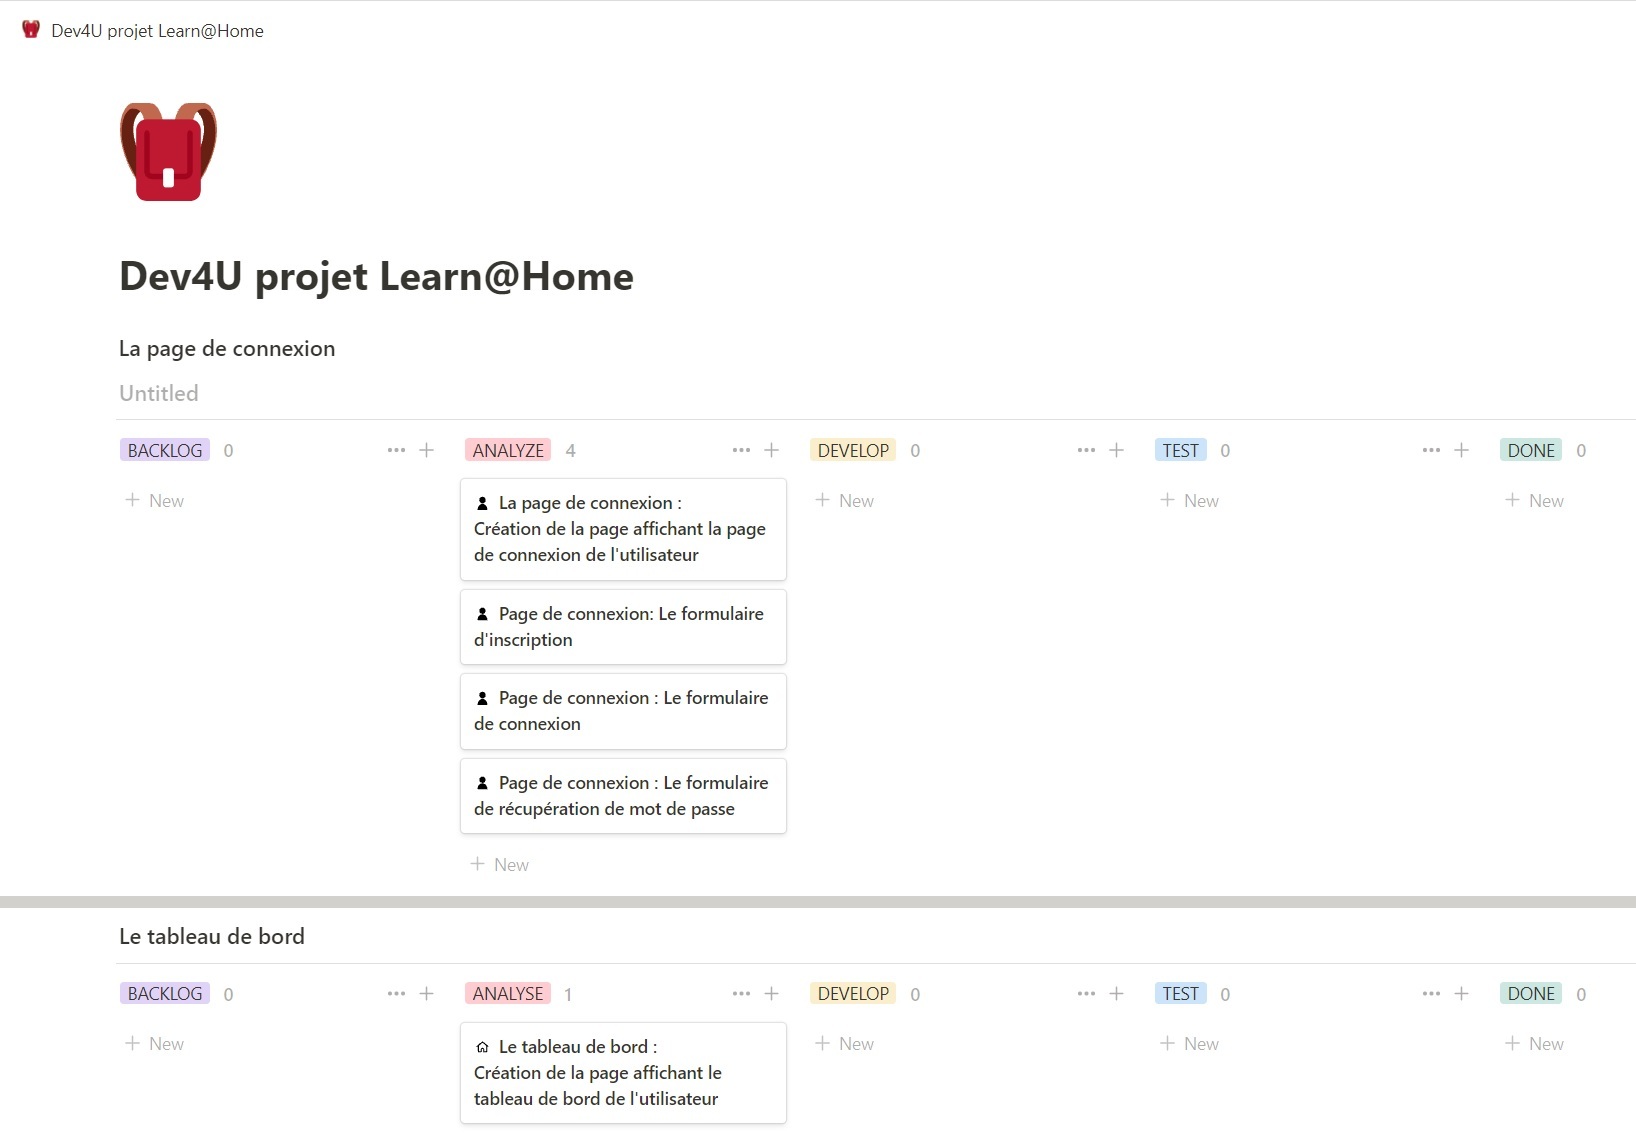 Dev4U projet Learn@Home
Dev4U projet Learn@Home
La page de connexion
Untitled
BACKLOG 0 ANALYZE 4 DEVELOP 0 TEST 0 DONE 0
New New New New
La page de connexion :
Création de la page affichant la page
de connexion de l'utilisateur
Page de connexion: Le formulaire
d'inscription
Page de connexion : Le formulaire
de connexion
Page de connexion : Le formulaire
de récupération de mot de passe
New
Le tableau de bord
BACKLOG 0 ANALYSE 1 DEVELOP 0 TEST 0 DONE 0
New New New New
Le tableau de bord :
Création de la page affichant le
tableau de bord de l'utilisateur